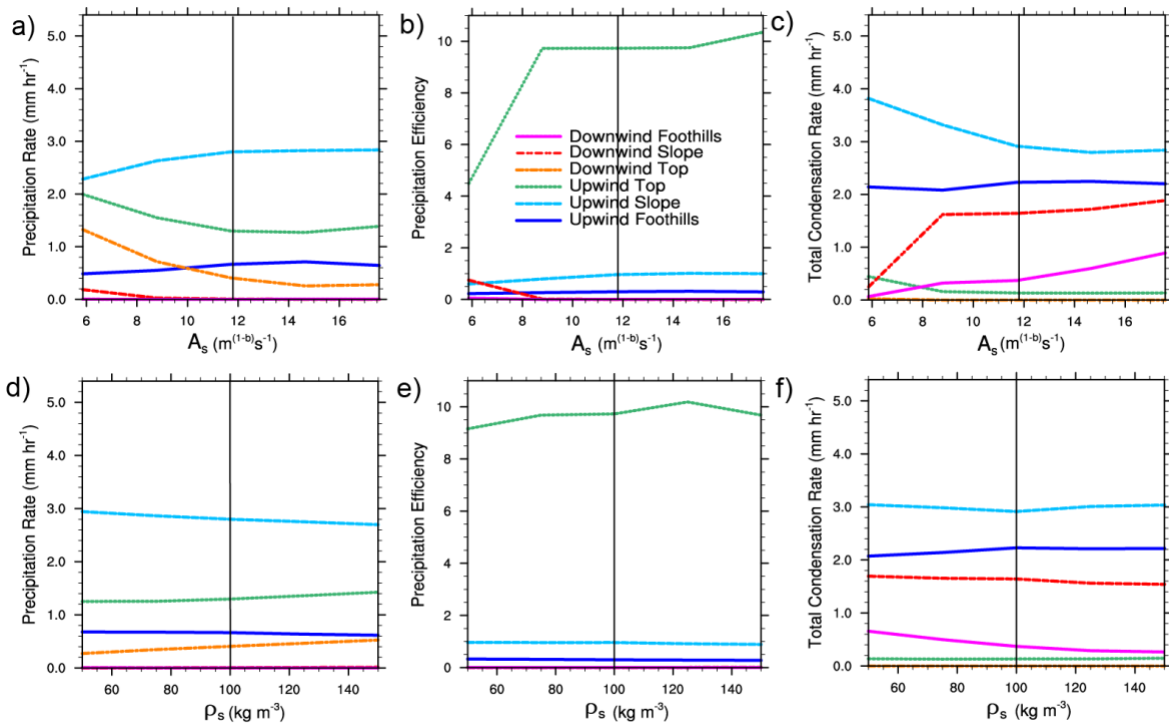 a)
b)
c)
Precipitation Rate (mm hr⁻¹)
5.0
4.0
3.0
2.0
1.0
0.0
6 8 10 12 14 16
Aₛ (m⁽¹⁻ᵇ⁾s⁻¹)
Precipitation Efficiency
10
8
6
4
2
0
Downwind Foothills
Downwind Slope
Downwind Top
Upwind Top
Upwind Slope
Upwind Foothills
6 8 10 12 14 16
Aₛ (m⁽¹⁻ᵇ⁾s⁻¹)
Total Condensation Rate (mm hr⁻¹)
5.0
4.0
3.0
2.0
1.0
0.0
6 8 10 12 14 16
Aₛ (m⁽¹⁻ᵇ⁾s⁻¹)
d)
e)
f)
Precipitation Rate (mm hr⁻¹)
5.0
4.0
3.0
2.0
1.0
0.0
60 80 100 120 140
ρₛ (kg m⁻³)
Precipitation Efficiency
10
8
6
4
2
0
60 80 100 120 140
ρₛ (kg m⁻³)
Total Condensation Rate (mm hr⁻¹)
5.0
4.0
3.0
2.0
1.0
0.0
60 80 100 120 140
ρₛ (kg m⁻³)